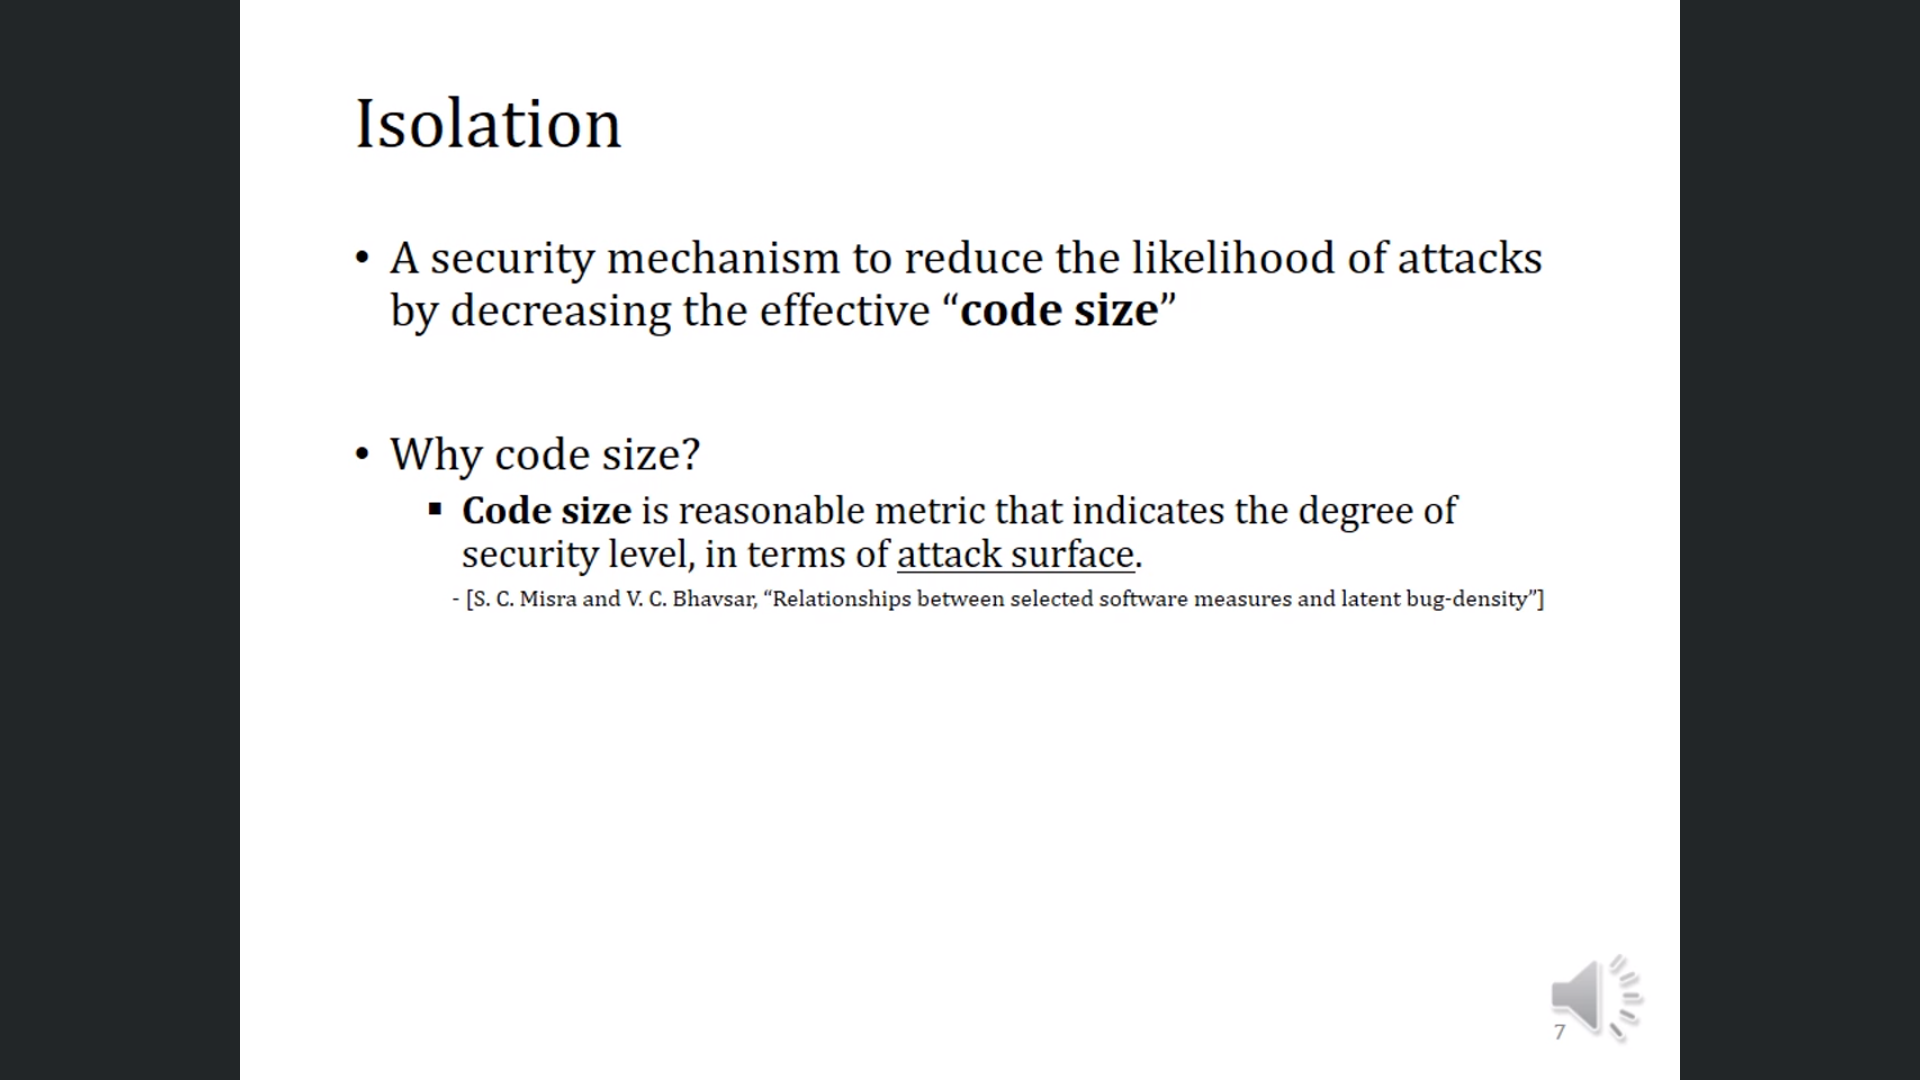 Isolation
• A security mechanism to reduce the likelihood of attacks
by decreasing the effective “code size”
• Why code size?
▪ Code size is reasonable metric that indicates the degree of
security level, in terms of attack surface.
- [S. C. Misra and V. C. Bhavsar, “Relationships between selected software measures and latent bug-density”]
7